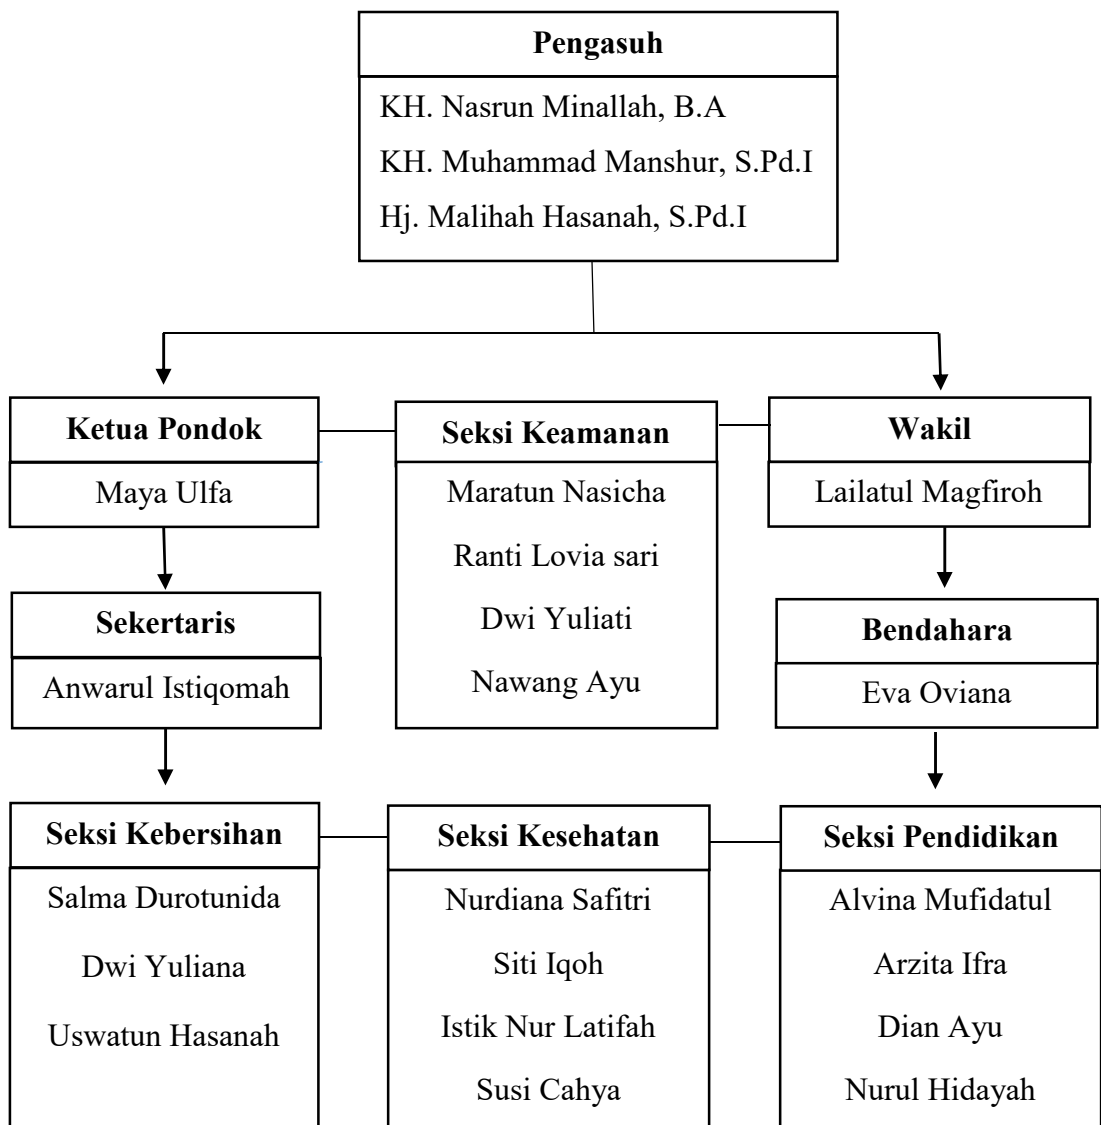 Pengasuh
KH. Nasrun Minallah, B.A
KH. Muhammad Manshur, S.Pd.I
Hj. Malihah Hasanah, S.Pd.I
Ketua Pondok
Maya Ulfa
Seksi Keamanan
Maratun Nasicha
Ranti Lovia sari
Dwi Yuliati
Nawang Ayu
Wakil
Lailatul Magfiroh
Sekertaris
Anwarul Istiqomah
Bendahara
Eva Oviana
Seksi Kebersihan
Salma Durotunida
Dwi Yuliana
Uswatun Hasanah
Seksi Kesehatan
Nurdiana Safitri
Siti Iqoh
Istik Nur Latifah
Susi Cahya
Seksi Pendidikan
Alvina Mufidatul
Arzita Ifra
Dian Ayu
Nurul Hidayah